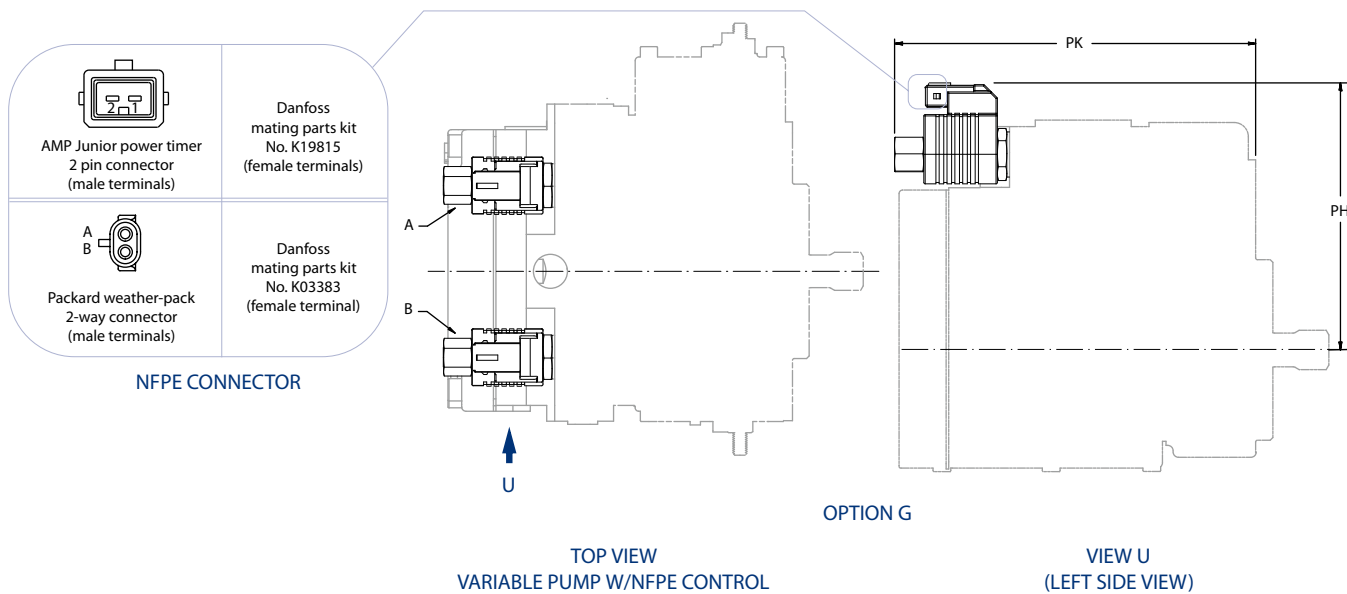 2 1
AMP Junior power timer
2 pin connector
(male terminals)
Danfoss
mating parts kit
No. K19815
(female terminals)
A
B
Packard weather-pack
2-way connector
(male terminals)
Danfoss
mating parts kit
No. K03383
(female terminal)
NFPE CONNECTOR
A
B
U
PK
PH
OPTION G
TOP VIEW
VARIABLE PUMP W/NFPE CONTROL
VIEW U
(LEFT SIDE VIEW)